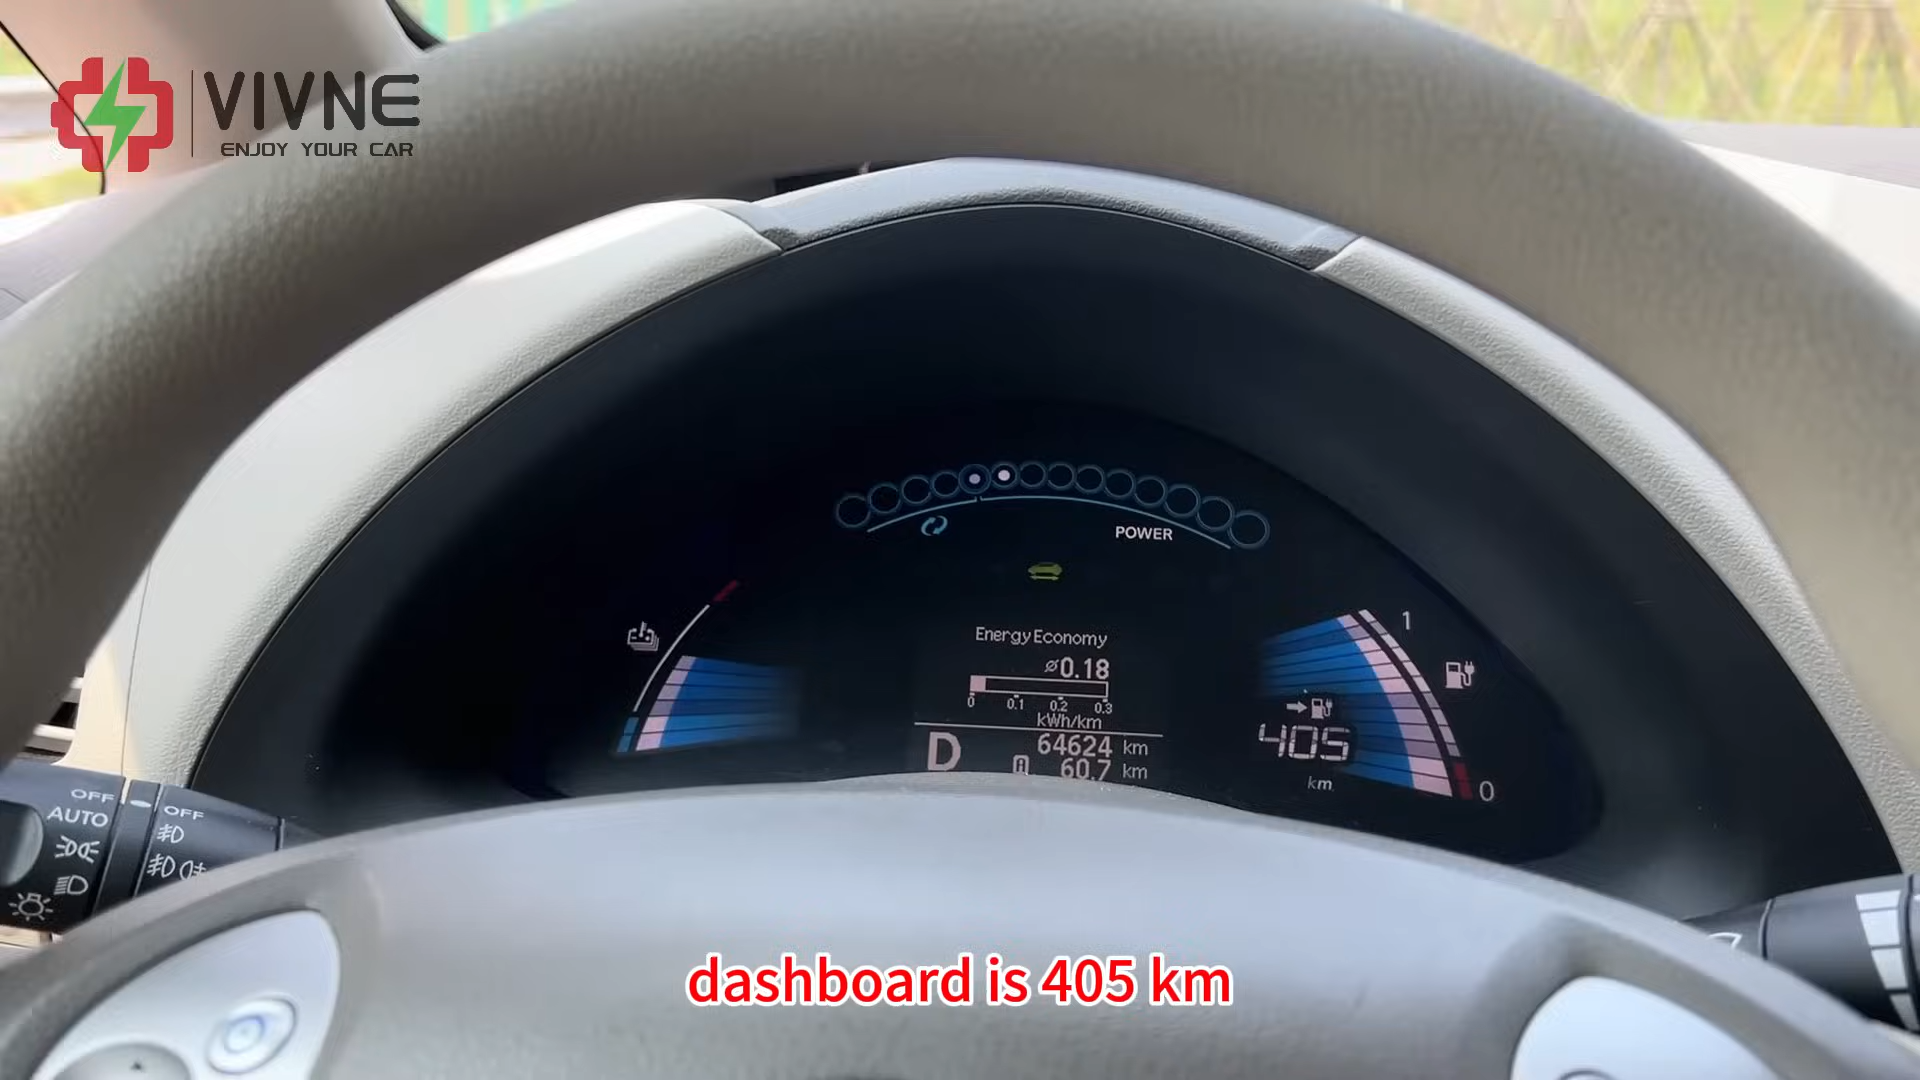 VIVNE
ENJOY YOUR CAR
POWER
Energy Economy
ø0.18
0 0.1 0.2 0.3
kWh/km
D 64624 km
60.7 km
1
405
km
0
OFF
AUTO
OFF
dashboard is 405 km